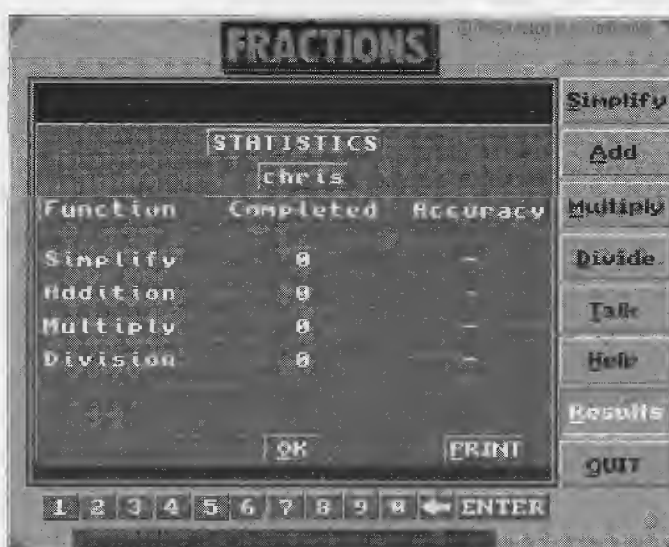 FRACTIONS
STATISTICS
chris
Function Completed Accuracy
Simplify 0 -
Addition 0 -
Multiply 0 -
Division 0 -
OK PRINT
1 2 3 4 5 6 7 8 9 0 ← ENTER
Simplify
Add
Multiply
Divide
Talk
Help
Results
QUIT